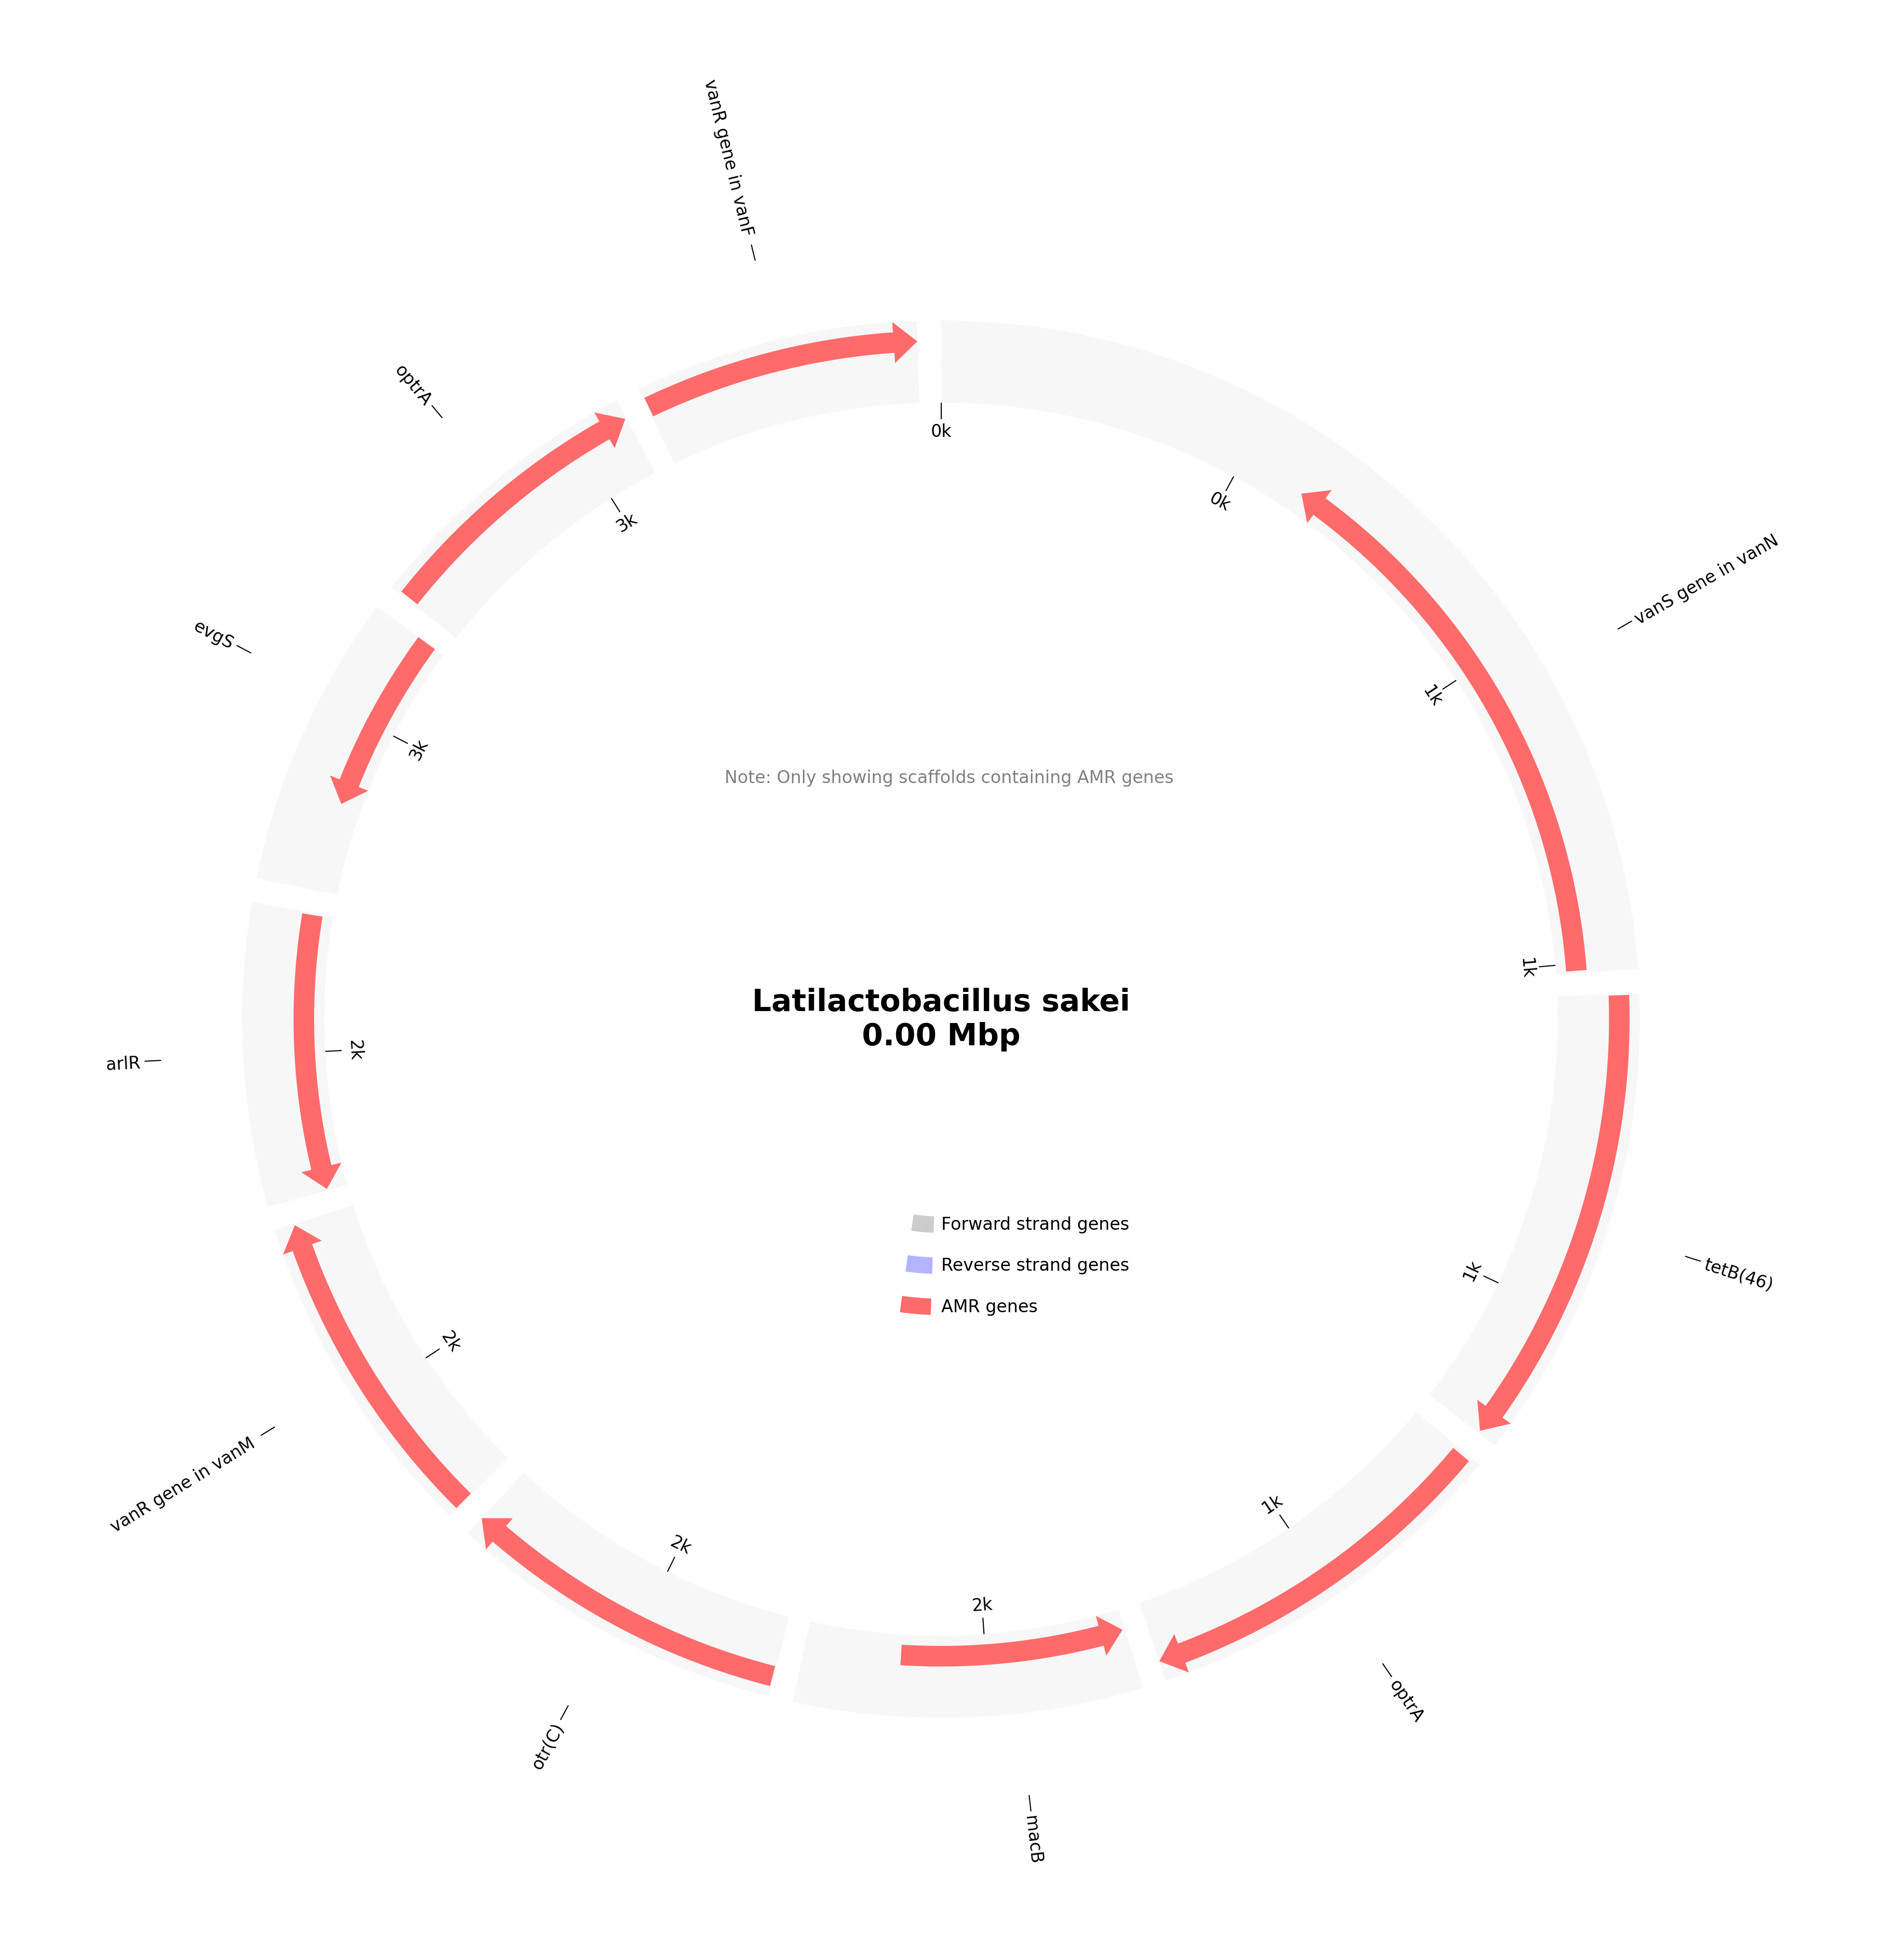 vanR gene in vanF
optrA
0k
0k
vanS gene in vanN
3k
evgS
1k
3k
Note: Only showing scaffolds containing AMR genes
1k
Latilactobacillus sakei
0.00 Mbp
arlR
2k
Forward strand genes
Reverse strand genes
AMR genes
1k
tetB(46)
2k
vanR gene in vanM
1k
2k
2k
optrA
otr(C)
macB